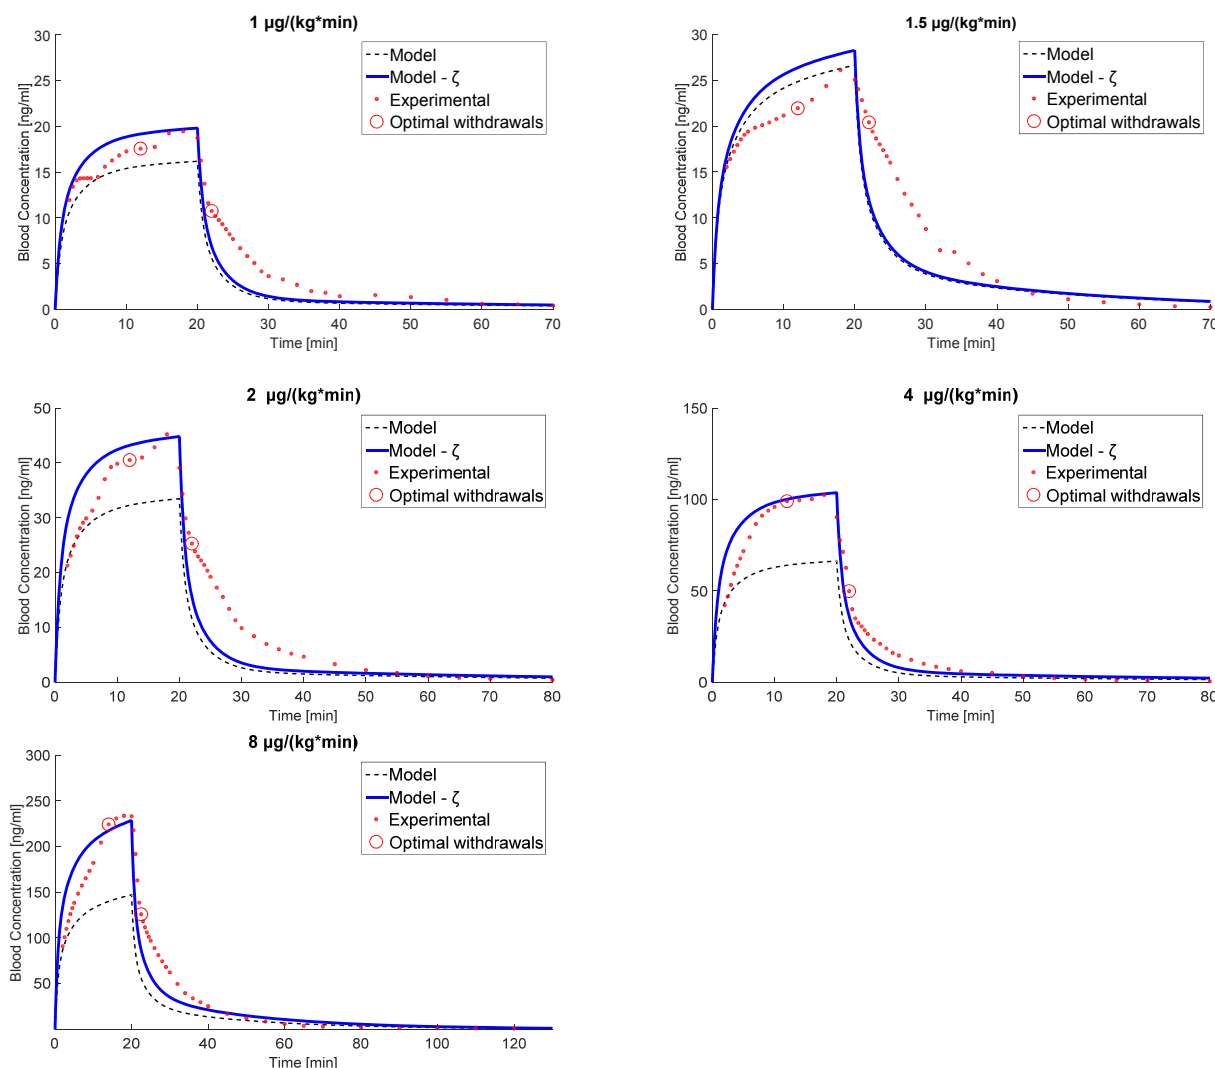 1 µg/(kg*min)
Blood Concentration [ng/ml]
30
25
20
15
10
5
0
Model
Model - ζ
Experimental
Optimal withdrawals
0 10 20 30 40 50 60 70
Time [min]
1.5 µg/(kg*min)
Blood Concentration [ng/ml]
30
25
20
15
10
5
0
Model
Model - ζ
Experimental
Optimal withdrawals
0 10 20 30 40 50 60 70
Time [min]
2 µg/(kg*min)
Blood Concentration [ng/ml]
50
40
30
20
10
0
Model
Model - ζ
Experimental
Optimal withdrawals
0 10 20 30 40 50 60 70 80
Time [min]
4 µg/(kg*min)
Blood Concentration [ng/ml]
150
100
50
0
Model
Model - ζ
Experimental
Optimal withdrawals
0 10 20 30 40 50 60 70 80
Time [min]
8 µg/(kg*min)
Blood Concentration [ng/ml]
300
250
200
150
100
50
Model
Model - ζ
Experimental
Optimal withdrawals
0 20 40 60 80 100 120
Time [min]